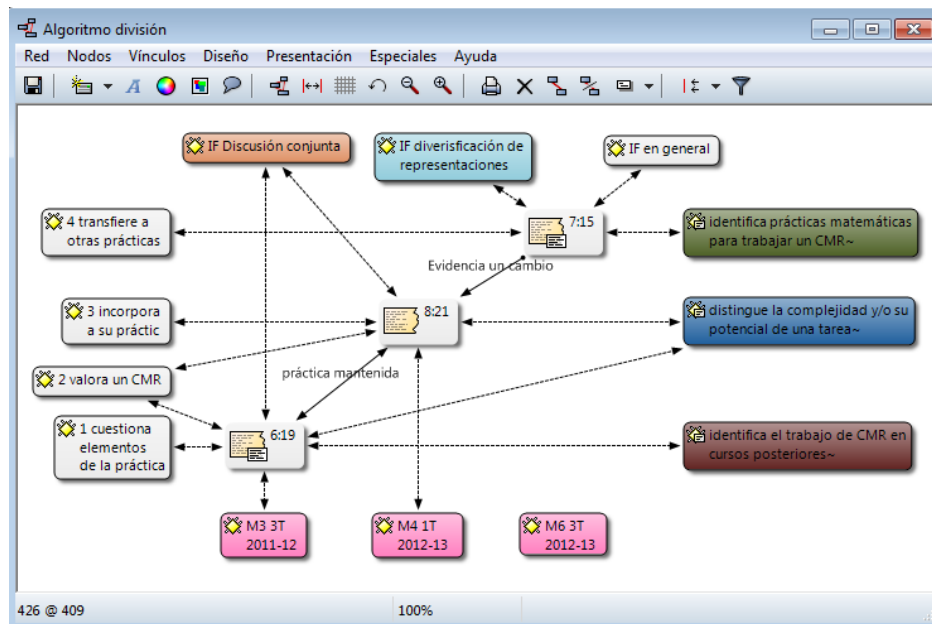 Algoritmo división
Red Nodos Vínculos Diseño Presentación Especiales Ayuda
IF Discusión conjunta
IF diverisficación de
representaciones
IF en general
4 transfiere a
otras prácticas
7:15
identifica prácticas matemáticas
para trabajar un CMR~
Evidencia un cambio
3 incorpora
a su práctic
8:21
distingue la complejidad y/o su
potencial de una tarea~
2 valora un CMR
práctica mantenida
1 cuestiona
elementos
de la práctica
6:19
identifica el trabajo de CMR en
cursos posteriores~
M3 3T
2011-12
M4 1T
2012-13
M6 3T
2012-13
426 @ 409
100%